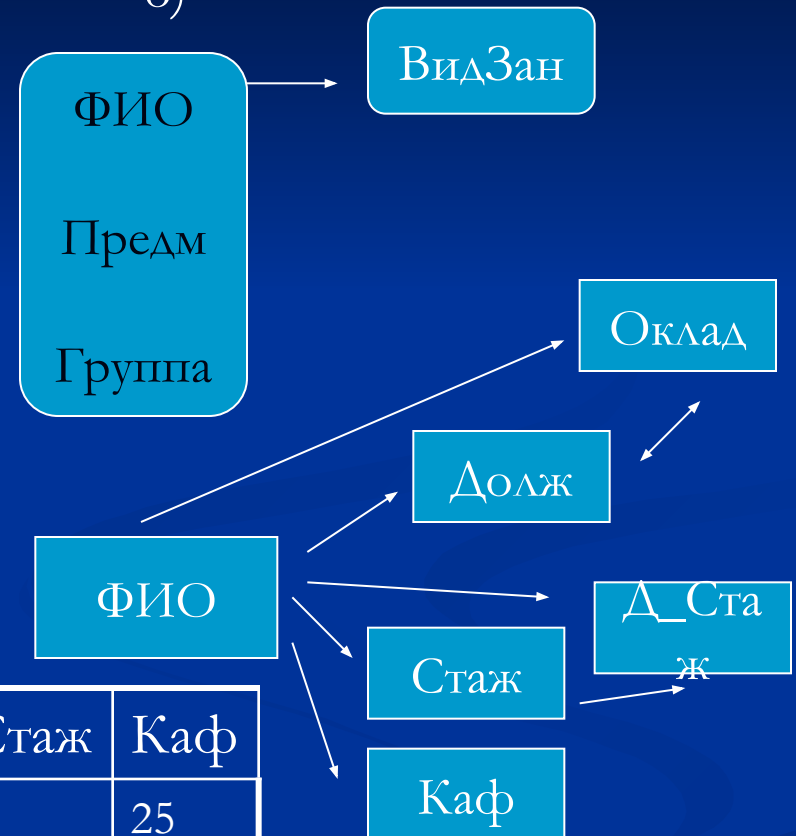 ВидЗан
ФИО
Предм
Группа
Оклад
Долж
ФИО
Д_Ста
ж
Стаж
Каф
Каф
25